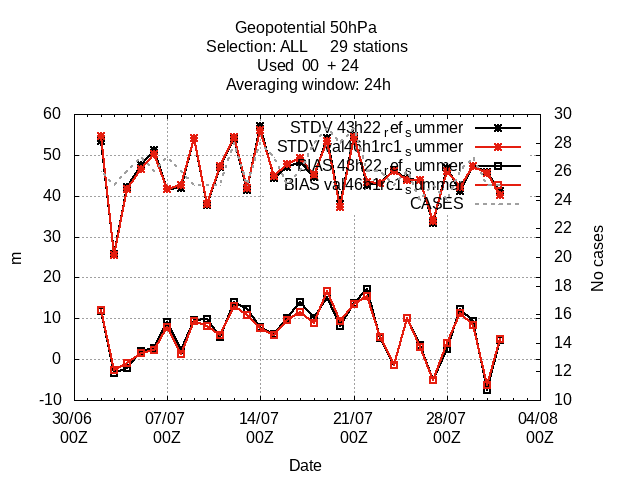 Geopotential 50hPa
Selection: ALL 29 stations
Used 00 + 24
Averaging window: 24h
60 30
STDV 43h22_ref_summer
28
STDV val46h1rc1_summer
50
BIAS 43h22_ref_summer
26
BIAS val46h1rc1_summer
40
CASES
24
30
22
20
20
m
No cases
18
10
16
14
0
12
-10 10
30/06 07/07 14/07 21/07 28/07 04/08
00Z 00Z 00Z 00Z 00Z 00Z
Date